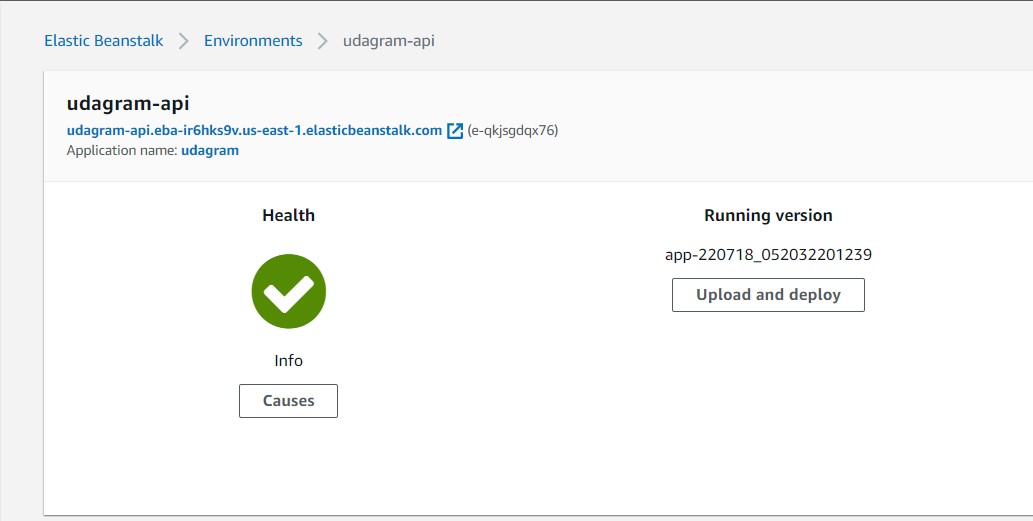 Elastic Beanstalk > Environments > udagram-api
udagram-api
udagram-api.eba-ir6hks9v.us-east-1.elasticbeanstalk.com (e-qkjsgdqx76)
Application name: udagram
Health
Running version
app-220718_052032201239
Upload and deploy
Info
Causes